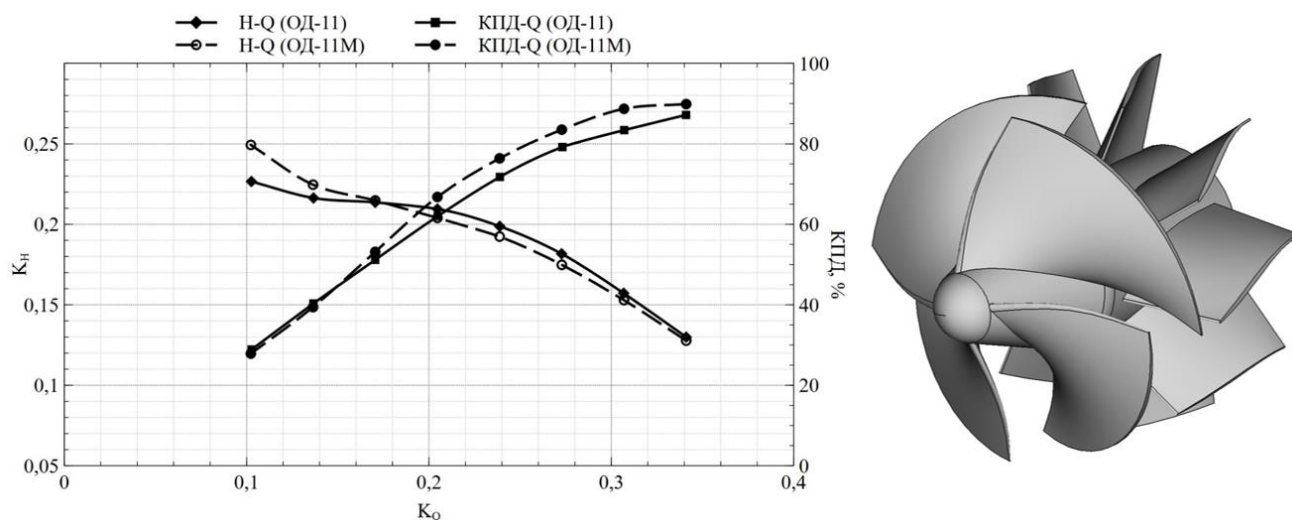 H-Q (ОД-11)
КПД-Q (ОД-11)
H-Q (ОД-11М)
КПД-Q (ОД-11М)
100
0,25
80
0,2
60
K_H
КПД, %
0,15
40
0,1
20
0,05
0
0
0,1
0,2
0,3
0,4
K_Q